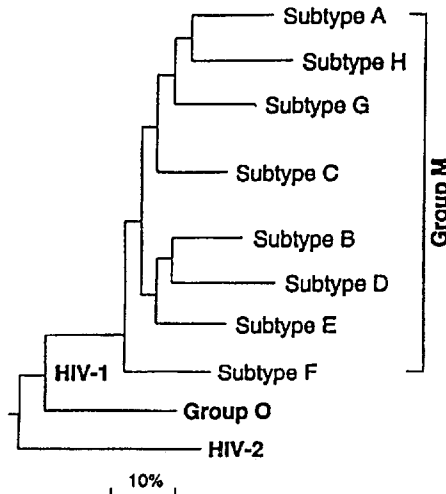 Subtype A
Subtype H
Subtype G
Subtype C
Subtype B
Subtype D
Subtype E
Subtype F
Group M
HIV-1
Group O
HIV-2
10%